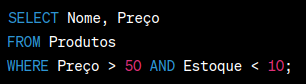 SELECT Nome, Preço
FROM Produtos
WHERE Preço > 50 AND Estoque < 10;